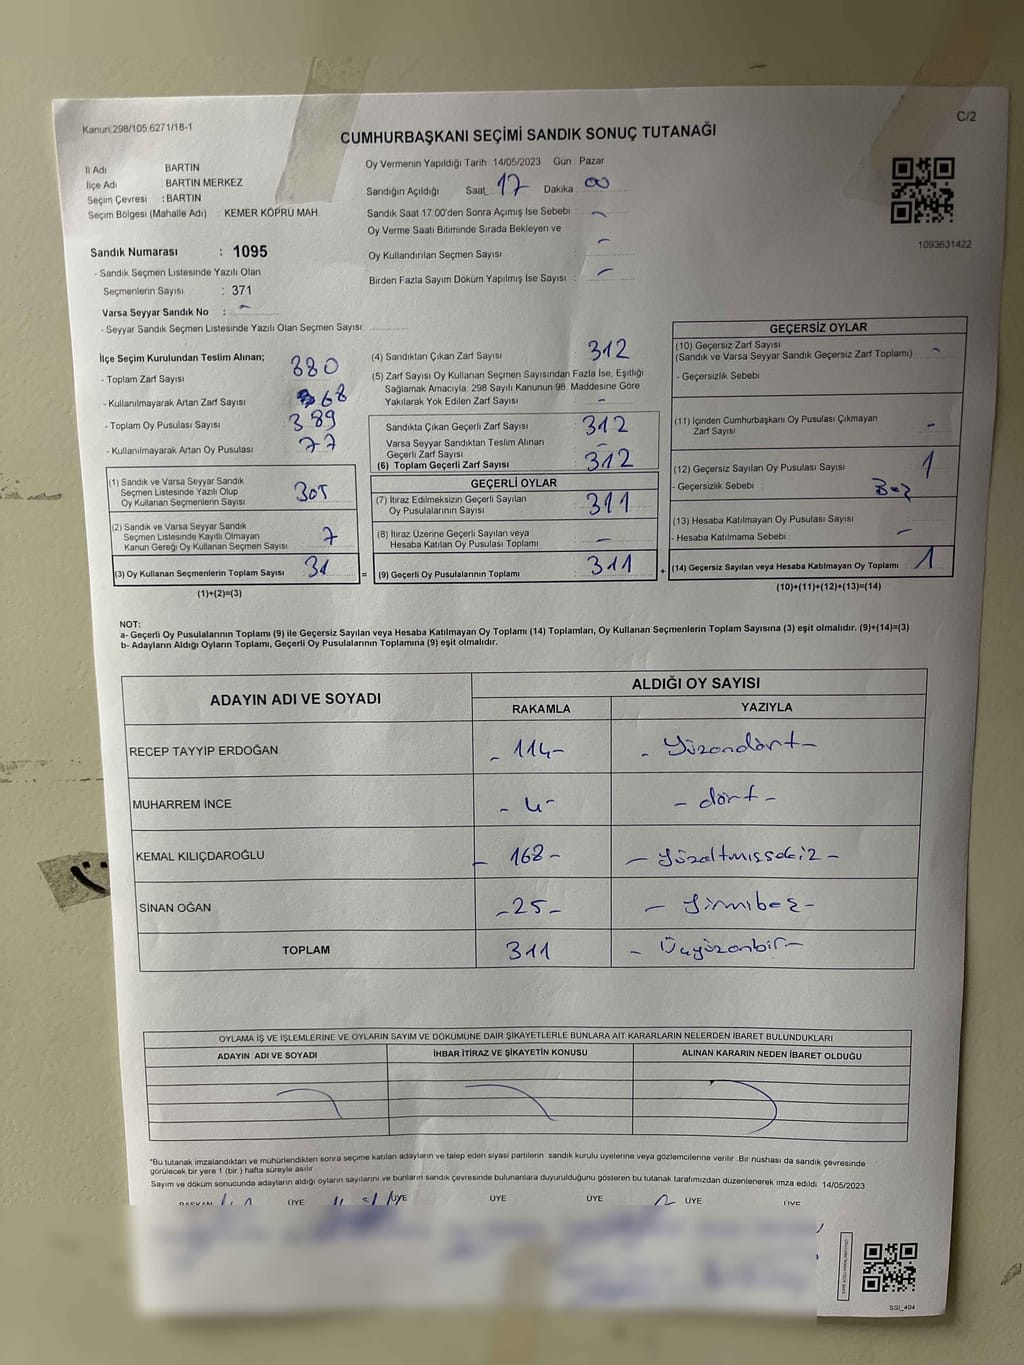 Kanun:298/105,6271/18-1
C/2
CUMHURBAŞKANI SEÇİMİ SANDIK SONUÇ TUTANAĞI
İl Adı BARTIN
İlçe Adı : BARTIN MERKEZ
Seçim Çevresi : BARTIN
Seçim Bölgesi (Mahalle Adı) : KEMER KÖPRÜ MAH.
Sandık Numarası : 1095
- Sandık Seçmen Listesinde Yazılı Olan
Seçmenlerin Sayısı : 371
Varsa Seyyar Sandık No : -
- Seyyar Sandık Seçmen Listesinde Yazılı Olan Seçmen Sayısı:
Oy Vermenin Yapıldığı Tarih 14/05/2023 Gün : Pazar
Sandığın Açıldığı Saat 17 Dakika 00
Sandık Saat 17.00'den Sonra Açımış İse Sebebi : -
Oy Verme Saati Bitiminde Sırada Bekleyen ve
Oy Kullandırılan Seçmen Sayısı -
Birden Fazla Sayım Döküm Yapılmış İse Sayısı : -
1093631422
İlçe Seçim Kurulundan Teslim Alınan;
- Toplam Zarf Sayısı 380
- Kullanılmayarak Artan Zarf Sayısı 68
- Toplam Oy Pusulası Sayısı 389
- Kullanılmayarak Artan Oy Pusulası 77
(1) Sandık ve Varsa Seyyar Sandık
Seçmen Listesinde Yazılı Olup
Oy Kullanan Seçmenlerin Sayısı 305
(2) Sandık ve Varsa Seyyar Sandık
Seçmen Listesinde Kayıtlı Olmayan
Kanun Gereği Oy Kullanan Seçmen Sayısı 7
(3) Oy Kullanan Seçmenlerin Toplam Sayısı 31 =
(1)+(2)=(3)
(4) Sandıktan Çıkan Zarf Sayısı 312
(5) Zarf Sayısı Oy Kullanan Seçmen Sayısından Fazla İse, Eşitliği
Sağlamak Amacıyla; 298 Sayılı Kanunun 98. Maddesine Göre
Yakılarak Yok Edilen Zarf Sayısı -
Sandıkta Çıkan Geçerli Zarf Sayısı 312
Varsa Seyyar Sandıktan Teslim Alınan
Geçerli Zarf Sayısı -
(6) Toplam Geçerli Zarf Sayısı 312
GEÇERLİ OYLAR
(7) İtiraz Edilmeksizin Geçerli Sayılan
Oy Pusulalarının Sayısı 311
(8) İtiraz Üzerine Geçerli Sayılan veya
Hesaba Katılan Oy Pusulası Toplamı -
(9) Geçerli Oy Pusulalarının Toplamı 311 +
GEÇERSİZ OYLAR
(10) Geçersiz Zarf Sayısı
(Sandık ve Varsa Seyyar Sandık Geçersiz Zarf Toplamı) : -
- Geçersizlik Sebebi :
(11) İçinden Cumhurbaşkanı Oy Pusulası Çıkmayan
Zarf Sayısı -
(12) Geçersiz Sayılan Oy Pusulası Sayısı 1
- Geçersizlik Sebebi :
(13) Hesaba Katılmayan Oy Pusulası Sayısı
- Hesaba Katılmama Sebebi : -
(14) Geçersiz Sayılan veya Hesaba Katılmayan Oy Toplamı 1
(10)+(11)+(12)+(13)=(14)
NOT:
a- Geçerli Oy Pusulalarının Toplamı (9) ile Geçersiz Sayılan veya Hesaba Katılmayan Oy Toplamı (14) Toplamları, Oy Kullanan Seçmenlerin Toplam Sayısına (3) eşit olmalıdır. (9)+(14)=(3)
b- Adayların Aldığı Oyların Toplamı, Geçerli Oy Pusulalarının Toplamına (9) eşit olmalıdır.
ADAYIN ADI VE SOYADI ALDIĞI OY SAYISI
RAKAMLA YAZIYLA
RECEP TAYYİP ERDOĞAN - 114 - - Yüzondört -
MUHARREM İNCE - 4 - - dört -
KEMAL KILIÇDAROĞLU - 168 - - yüzaltmışsekiz -
SİNAN OĞAN - 25 - - yirmibeş -
TOPLAM 311 - Üçyüzonbir -
OYLAMA İŞ VE İŞLEMLERİNE VE OYLARIN SAYIM VE DÖKÜMÜNE DAİR ŞİKAYETLERLE BUNLARA AİT KARARLARIN NELERDEN İBARET BULUNDUKLARI
ADAYIN ADI VE SOYADI İHBAR İTİRAZ VE ŞİKAYETİN KONUSU ALINAN KARARIN NEDEN İBARET OLDUĞU
*Bu tutanak imzalandıktan ve mühürlendikten sonra seçime katılan adayların ve talep eden siyasi partilerin sandık kurulu üyelerine veya gözlemcilerine verilir. Bir nüshası da sandık çevresinde
görülecek bir yere 1 (bir) hafta süreyle asılır.
Sayım ve döküm sonucunda adayların aldığı oyların sayılarını ve bunların sandık çevresinde bulunanlara duyurulduğunu gösteren bu tutanak tarafımızdan düzenlenerek imza edildi. 14/05/2023
BAŞKAN ÜYE ÜYE ÜYE ÜYE ÜYE ÜYE
SSI_404